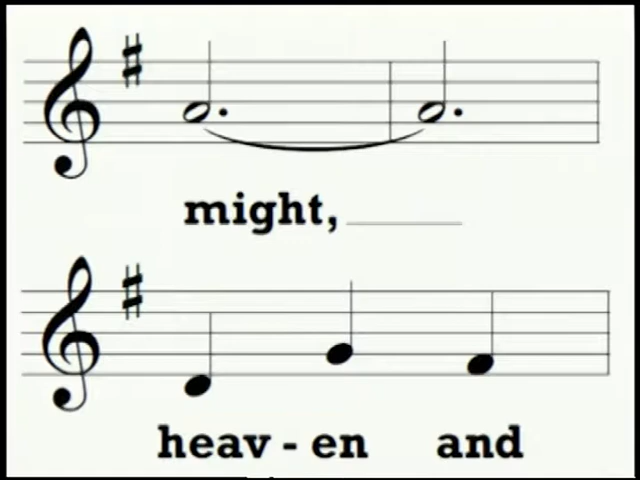 might,
heav - en and